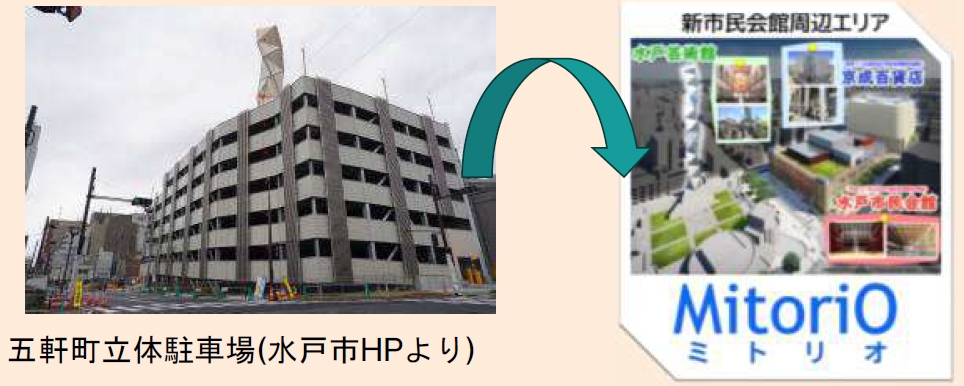 新市民会館周辺エリア
水戸芸術館
京成百貨店
水戸市民会館
MitoriO
ミトリオ
五軒町立体駐車場(水戸市HPより)